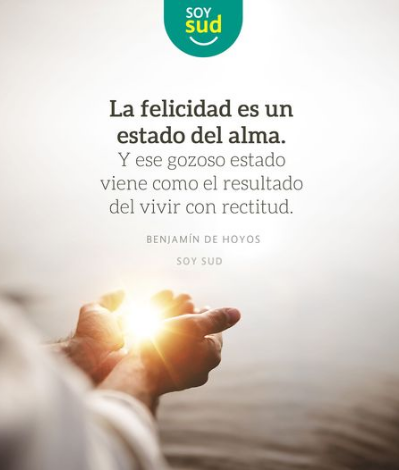 SOY
sud
La felicidad es un
estado del alma.
Y ese gozoso estado
viene como el resultado
del vivir con rectitud.
BENJAMÍN DE HOYOS
SOY SUD